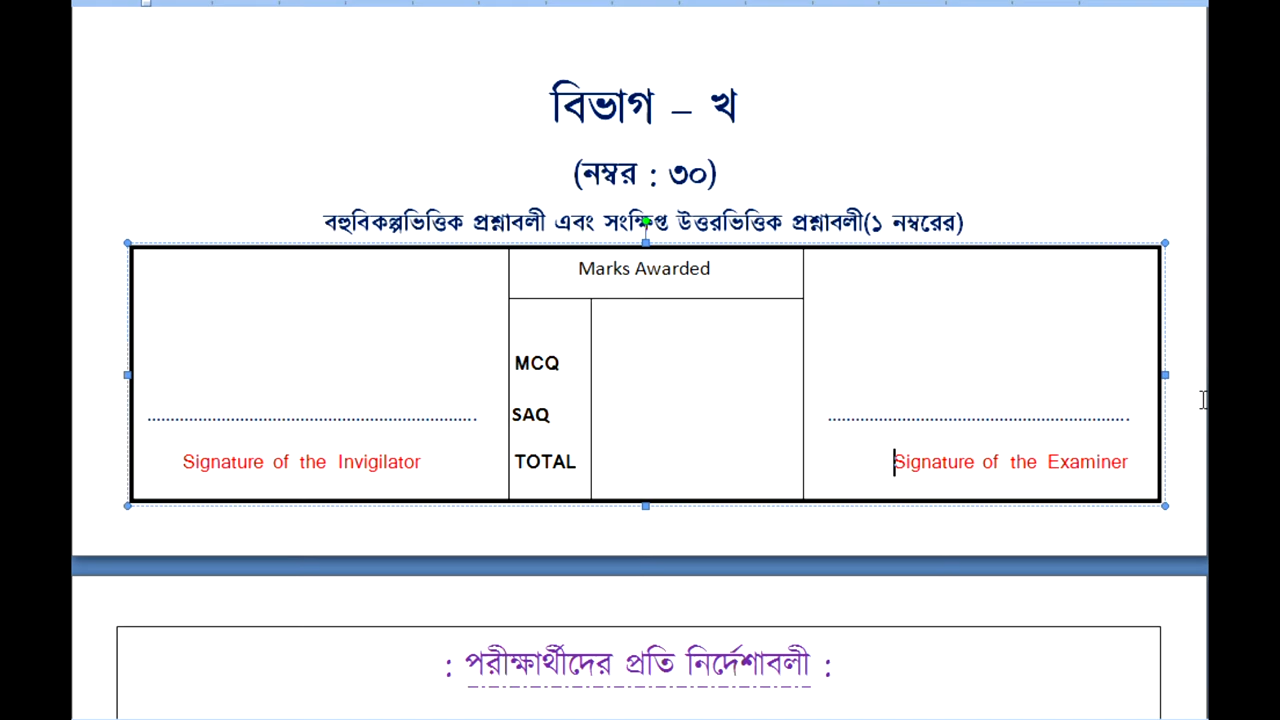 বিভাগ – খ
(নম্বর : ৩০)
বহুবিকল্পভিত্তিক প্রশ্নাবলী এবং সংক্ষিপ্ত উত্তরভিত্তিক প্রশ্নাবলী(১ নম্বরের)
Marks Awarded
MCQ
SAQ
TOTAL
Signature of the Invigilator
Signature of the Examiner
: পরীক্ষার্থীদের প্রতি নির্দেশাবলী :